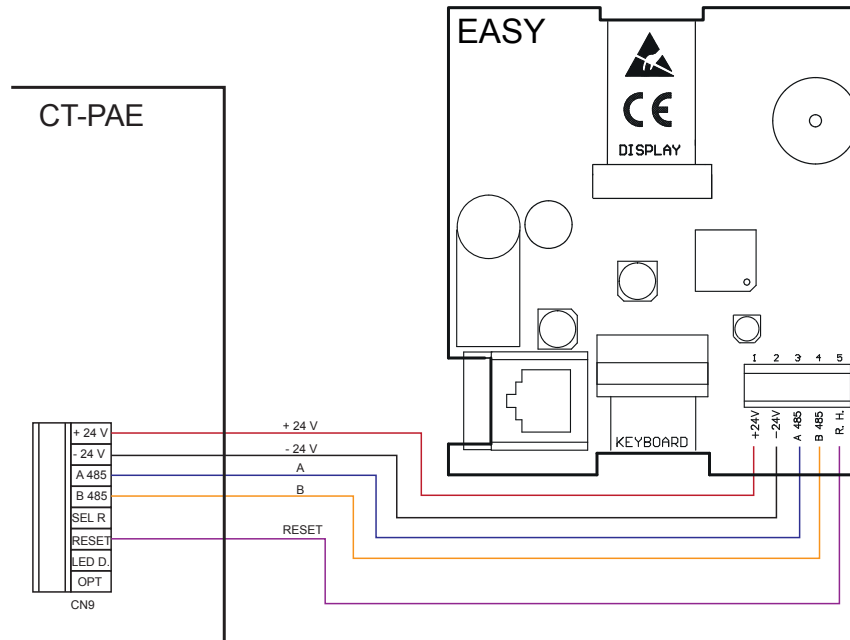 EASY
CT-PAE
CE
DISPLAY
1 2 3 4 5
+24V
-24V
A 485
B 485
R. H.
KEYBOARD
+ 24 V
- 24 V
A 485
B 485
SEL R
RESET
LED D.
OPT
CN9
+ 24 V
- 24 V
A
B
RESET